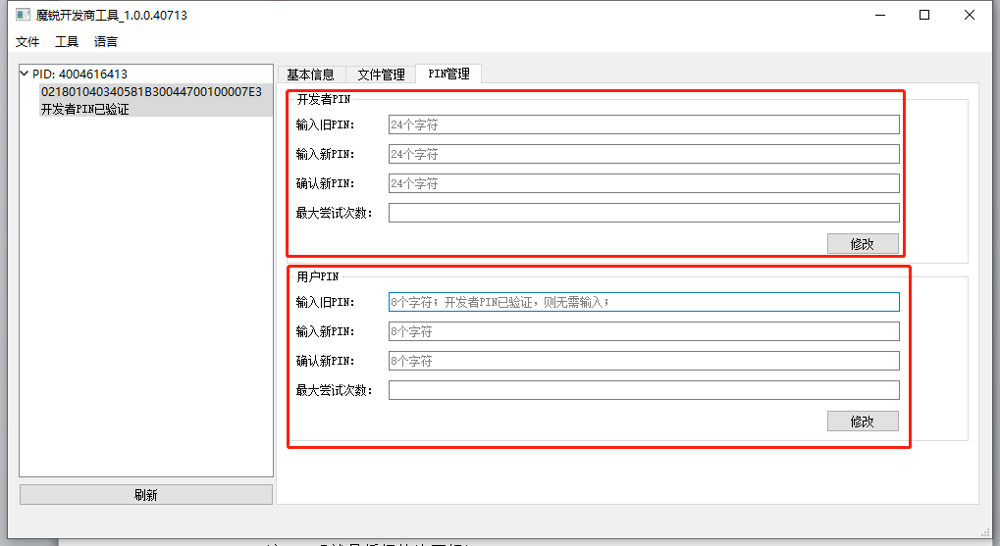 魔锐开发商工具_1.0.0.40713
文件 工具 语言
PID: 4004616413
021801040340581B30044700100007E3
开发者PIN已验证
刷新
基本信息 文件管理 PIN管理
开发者PIN
输入旧PIN: 24个字符
输入新PIN: 24个字符
确认新PIN: 24个字符
最大尝试次数:
修改
用户PIN
输入旧PIN: 8个字符；开发者PIN已验证，则无需输入；
输入新PIN: 8个字符
确认新PIN: 8个字符
最大尝试次数:
修改